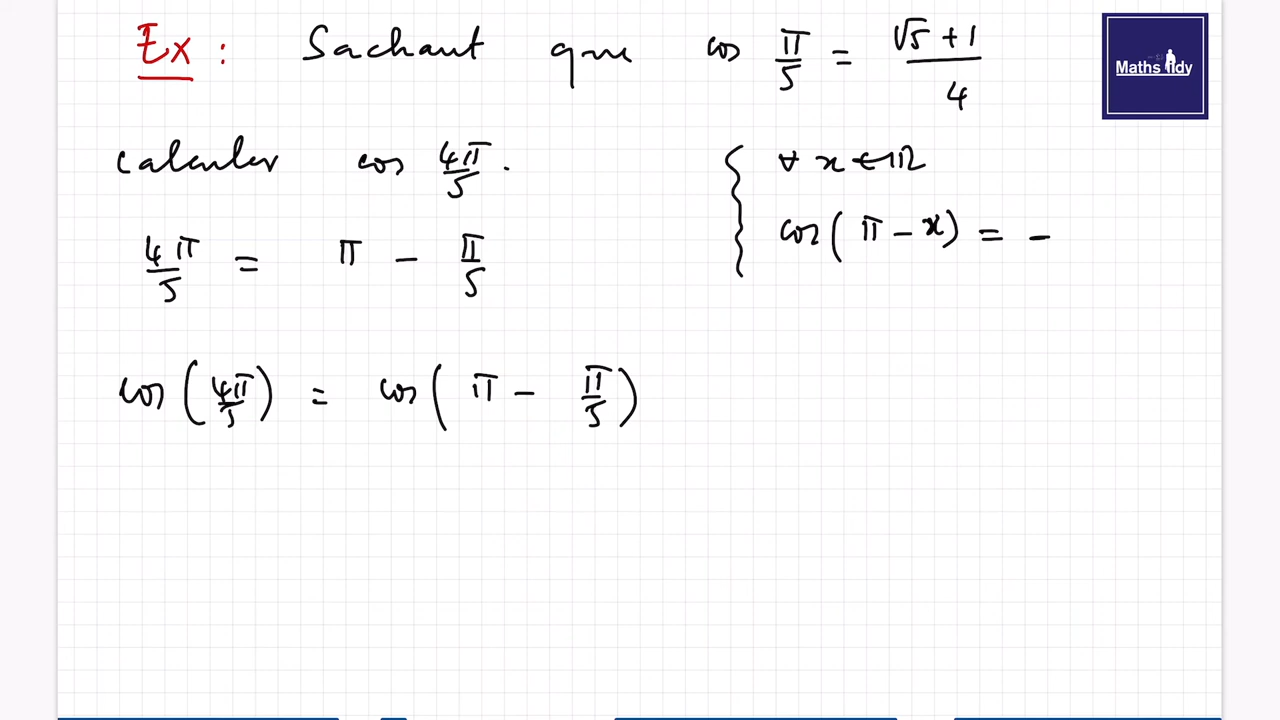 Ex : Sachant que cos π/5 = (√5 + 1)/4
Maths Idy
calculer cos 4π/5 .
∀ x ∈ ℝ
cos( π - x) = -
4π/5 = π - π/5
cos(4π/5) = cos( π - π/5)